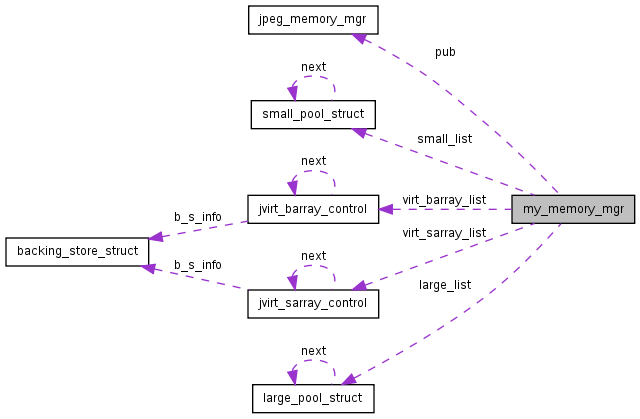 jpeg_memory_mgr
pub
next
small_pool_struct
small_list
next
virt_barray_list
jvirt_barray_control
my_memory_mgr
b_s_info
virt_sarray_list
backing_store_struct
next
b_s_info
large_list
jvirt_sarray_control
next
large_pool_struct